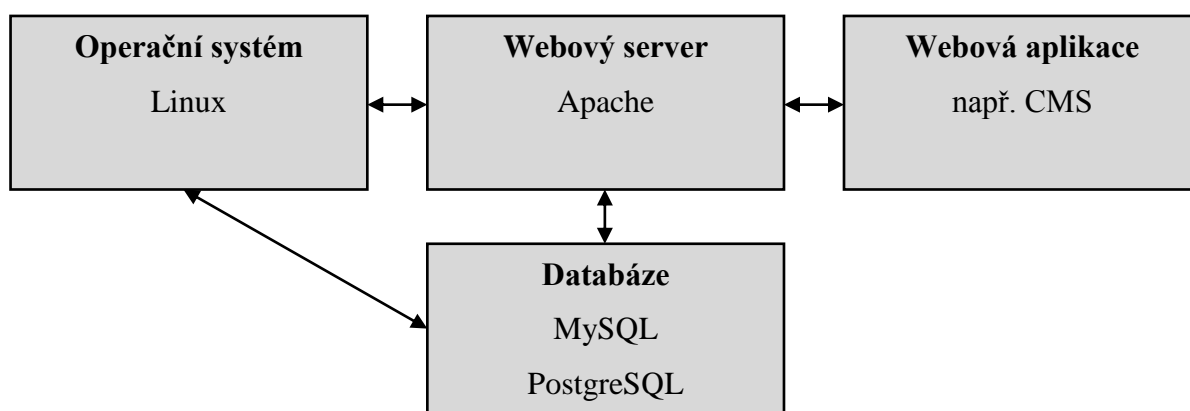 Operační systém
Linux
Webový server
Apache
Webová aplikace
např. CMS
Databáze
MySQL
PostgreSQL